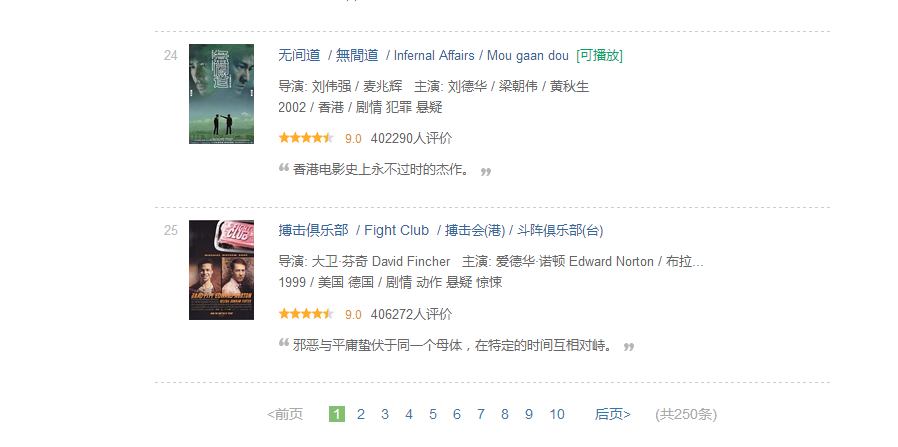 24
无间道 / 無間道 / Infernal Affairs / Mou gaan dou [可播放]
导演: 刘伟强 / 麦兆辉 主演: 刘德华 / 梁朝伟 / 黄秋生
2002 / 香港 / 剧情 犯罪 悬疑
9.0 402290人评价
“ 香港电影史上永不过时的杰作。 ”
25
搏击俱乐部 / Fight Club / 搏击会(港) / 斗阵俱乐部(台)
导演: 大卫·芬奇 David Fincher 主演: 爱德华·诺顿 Edward Norton / 布拉...
1999 / 美国 德国 / 剧情 动作 悬疑 惊悚
9.0 406272人评价
“ 邪恶与平庸蛰伏于同一个母体，在特定的时间互相对峙。 ”
<前页 1 2 3 4 5 6 7 8 9 10 后页> (共250条)